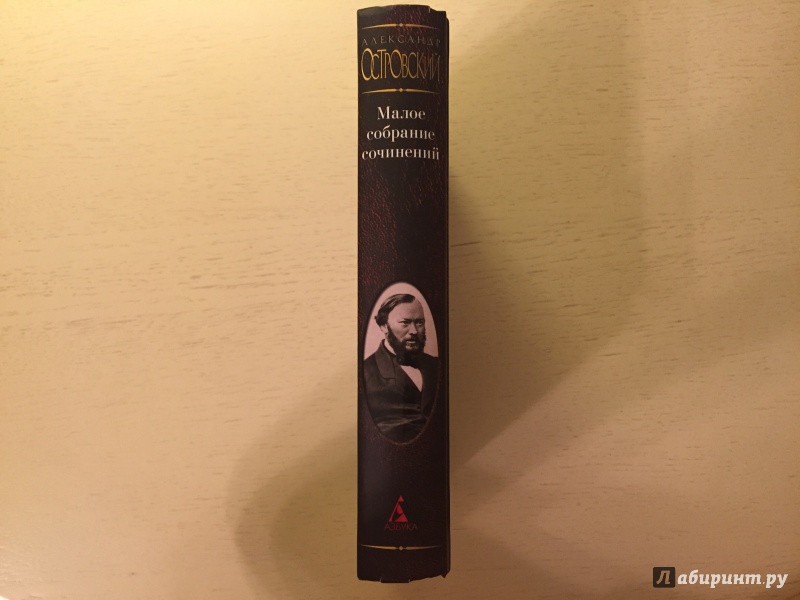 АЛЕКСАНДР
ОСТРОВСКИЙ
Малое
собрание
сочинений
АЗБУКА
Лабиринт.ру